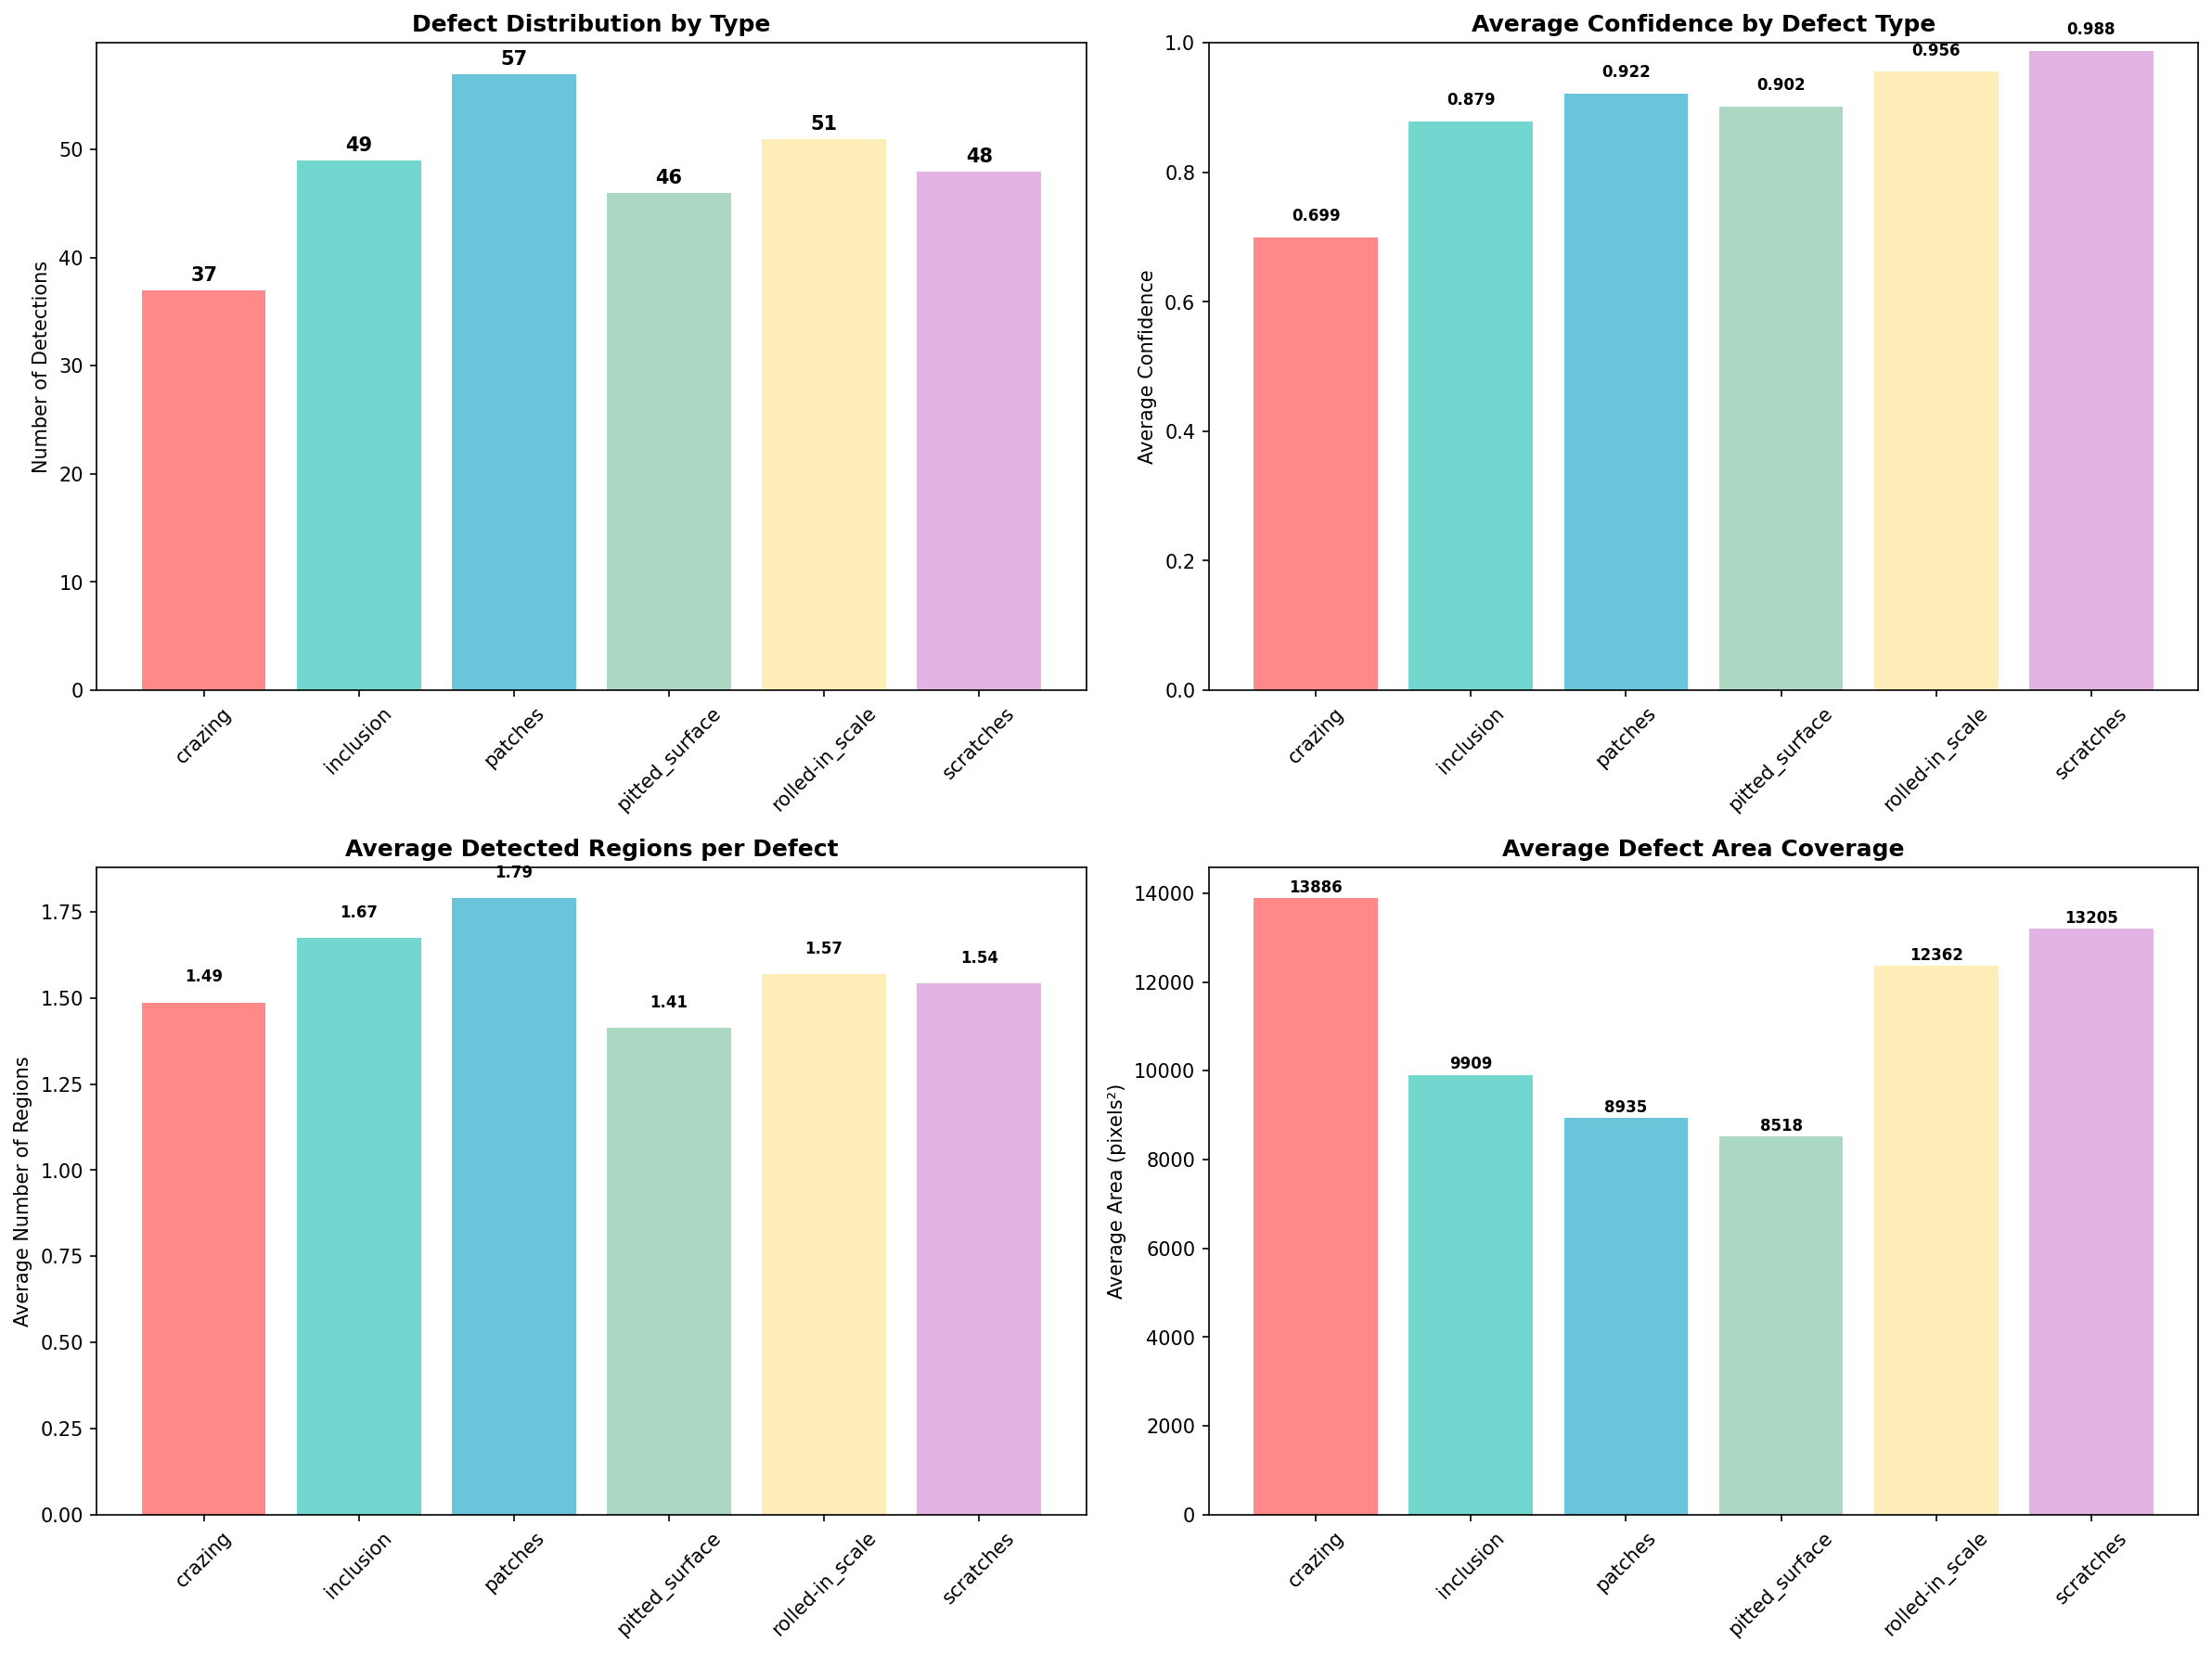 Defect Distribution by Type
Number of Detections
0
10
20
30
40
50
37
49
57
46
51
48
crazing
inclusion
patches
pitted_surface
rolled-in_scale
scratches
Average Confidence by Defect Type
Average Confidence
0.0
0.2
0.4
0.6
0.8
1.0
0.699
0.879
0.922
0.902
0.956
0.988
crazing
inclusion
patches
pitted_surface
rolled-in_scale
scratches
Average Detected Regions per Defect
Average Number of Regions
0.00
0.25
0.50
0.75
1.00
1.25
1.50
1.75
1.49
1.67
1.79
1.41
1.57
1.54
crazing
inclusion
patches
pitted_surface
rolled-in_scale
scratches
Average Defect Area Coverage
Average Area (pixels²)
0
2000
4000
6000
8000
10000
12000
14000
13886
9909
8935
8518
12362
13205
crazing
inclusion
patches
pitted_surface
rolled-in_scale
scratches